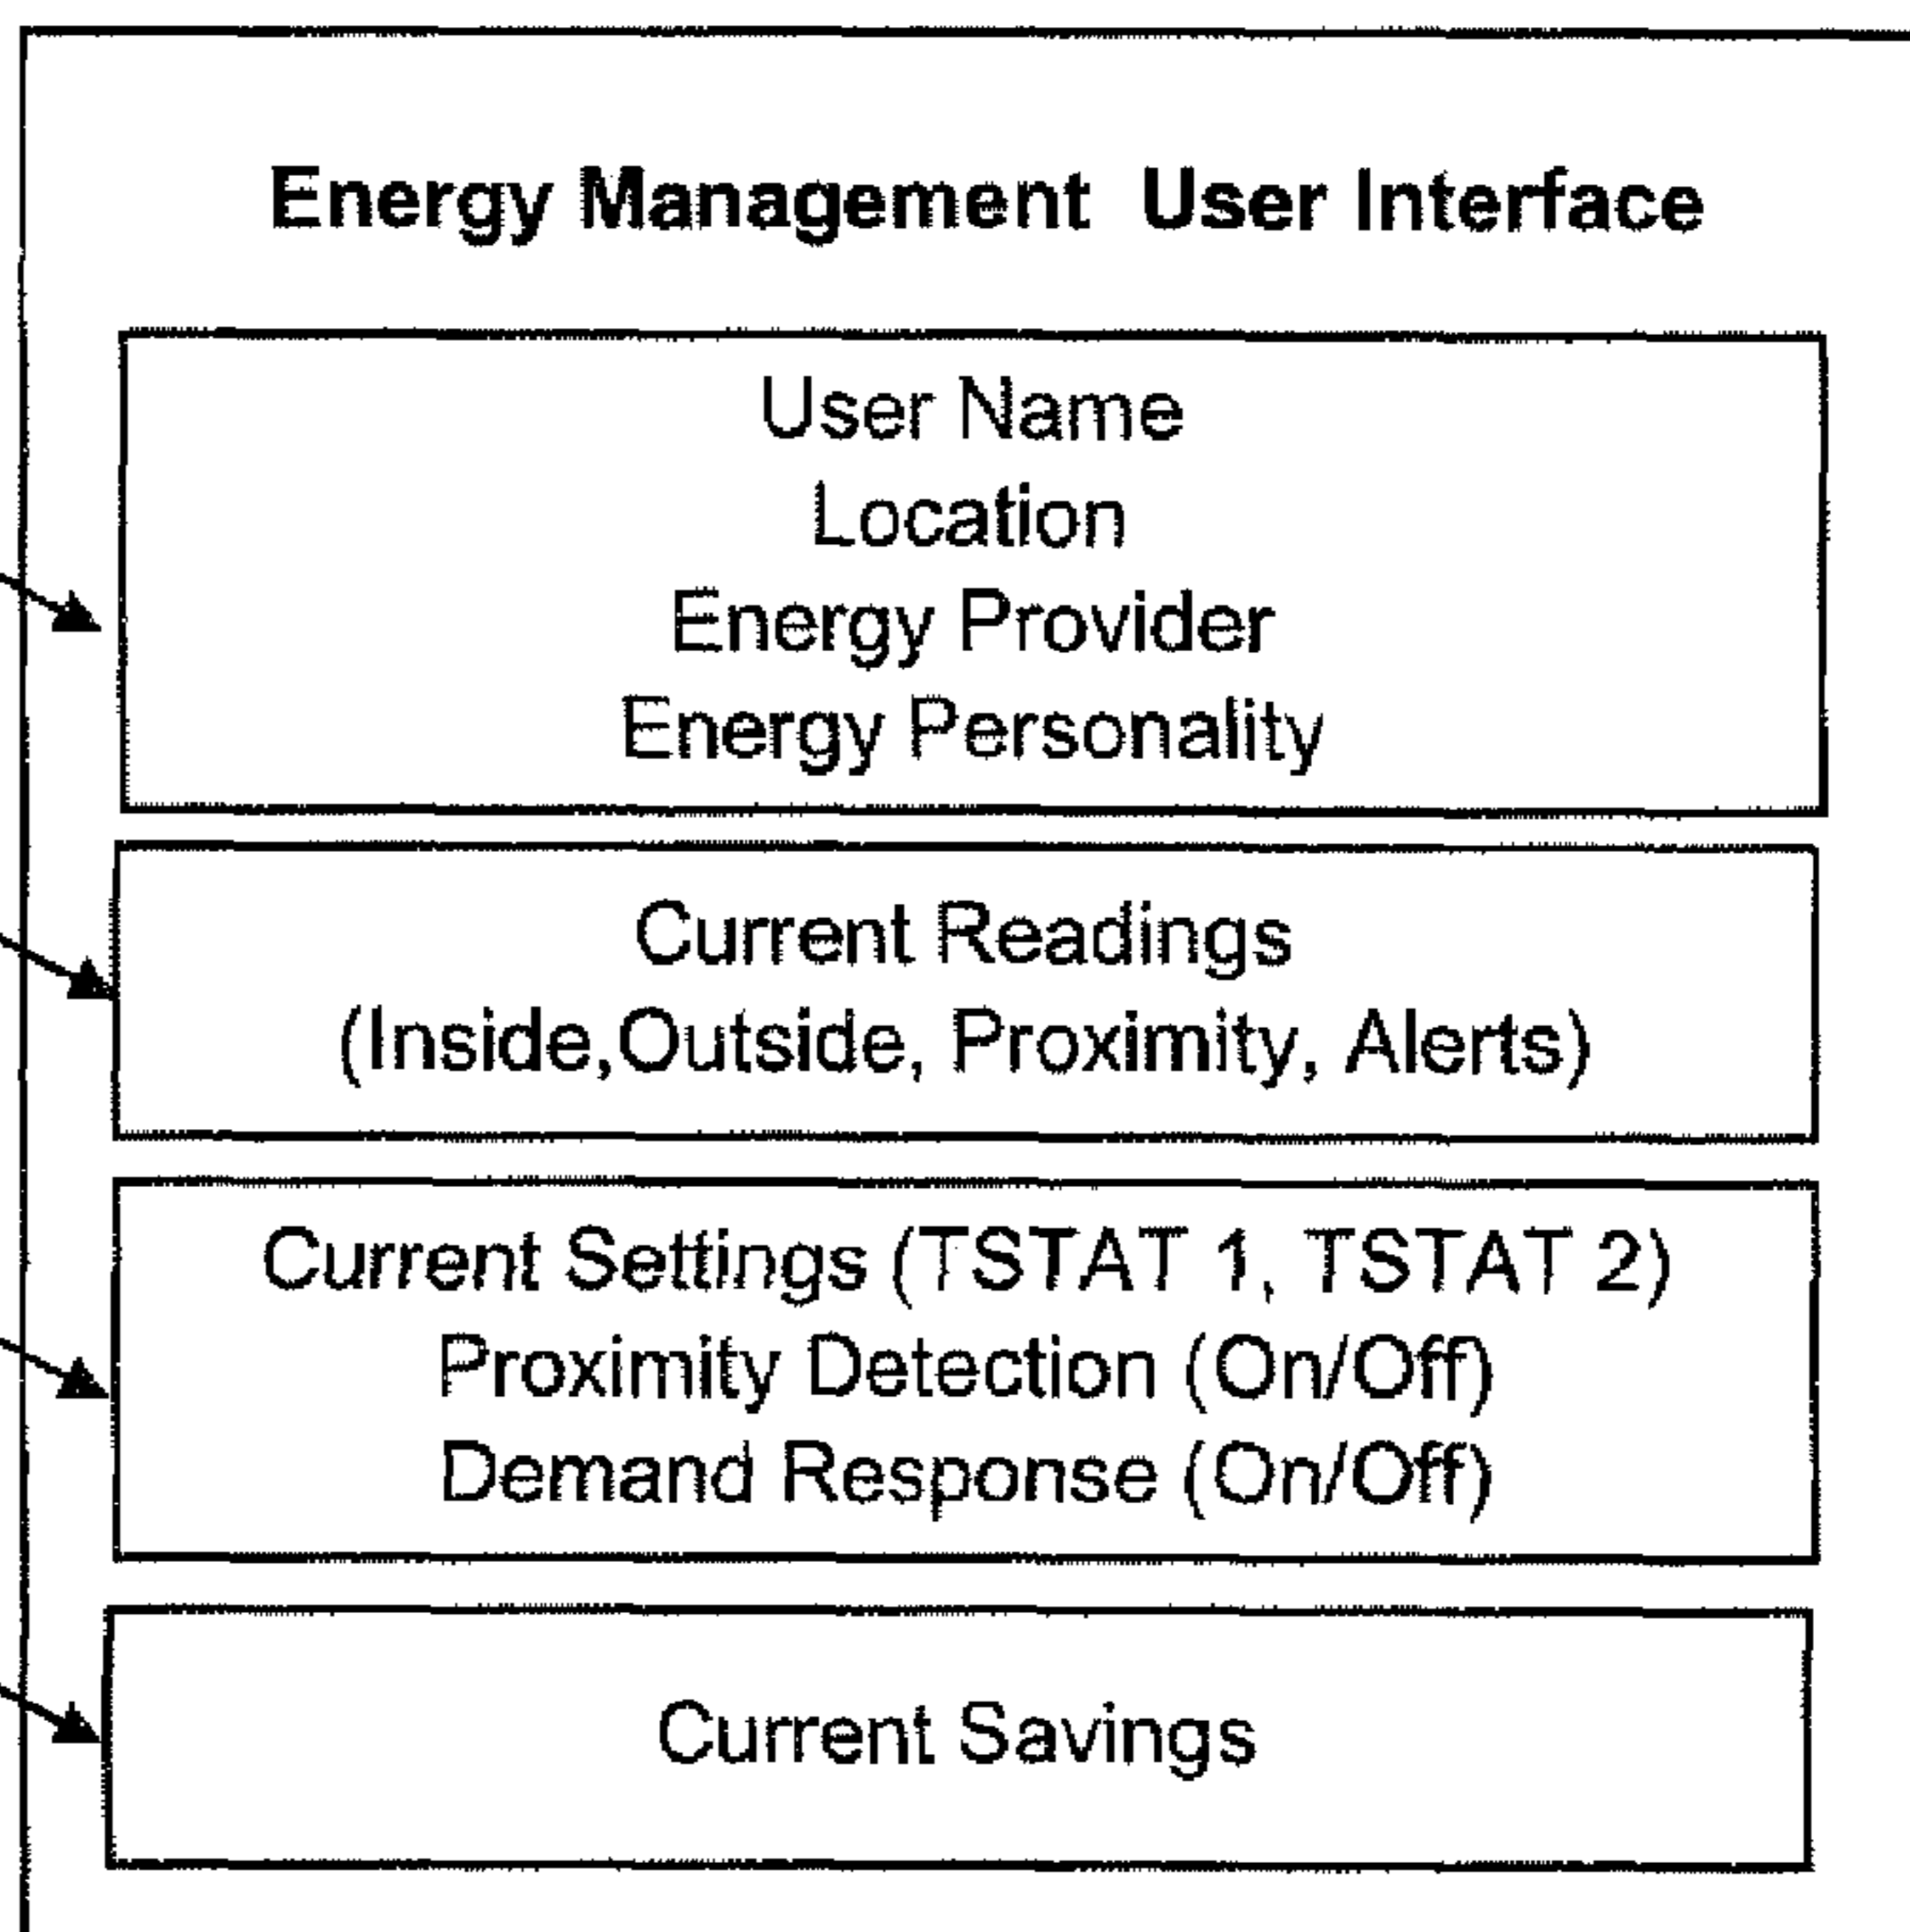 Energy Management User Interface
User Name
Location
Energy Provider
Energy Personality
Current Readings
(Inside,Outside, Proximity, Alerts)
Current Settings (TSTAT 1, TSTAT 2)
Proximity Detection (On/Off)
Demand Response (On/Off)
Current Savings